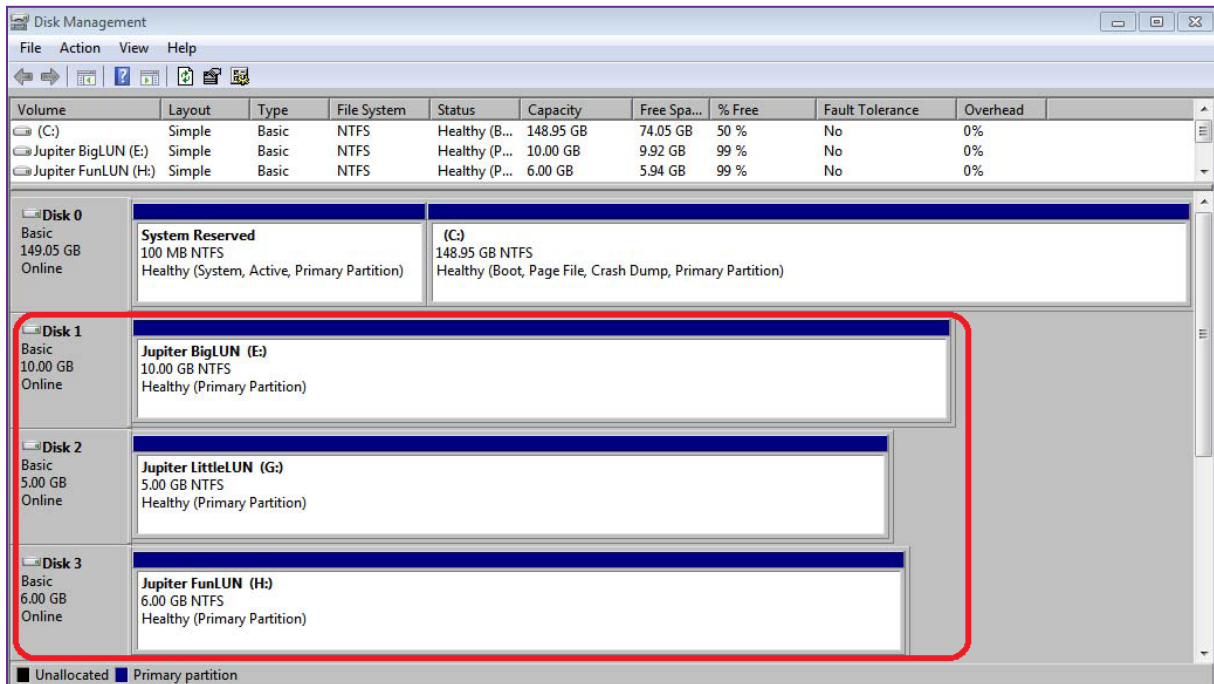 Disk Management
File Action View Help
Volume Layout Type File System Status Capacity Free Spa... % Free Fault Tolerance Overhead
(C:) Simple Basic NTFS Healthy (B... 148.95 GB 74.05 GB 50 % No 0%
Jupiter BigLUN (E:) Simple Basic NTFS Healthy (P... 10.00 GB 9.92 GB 99 % No 0%
Jupiter FunLUN (H:) Simple Basic NTFS Healthy (P... 6.00 GB 5.94 GB 99 % No 0%
Disk 0
Basic
149.05 GB
Online
System Reserved
100 MB NTFS
Healthy (System, Active, Primary Partition)
(C:)
148.95 GB NTFS
Healthy (Boot, Page File, Crash Dump, Primary Partition)
Disk 1
Basic
10.00 GB
Online
Jupiter BigLUN (E:)
10.00 GB NTFS
Healthy (Primary Partition)
Disk 2
Basic
5.00 GB
Online
Jupiter LittleLUN (G:)
5.00 GB NTFS
Healthy (Primary Partition)
Disk 3
Basic
6.00 GB
Online
Jupiter FunLUN (H:)
6.00 GB NTFS
Healthy (Primary Partition)
Unallocated Primary partition